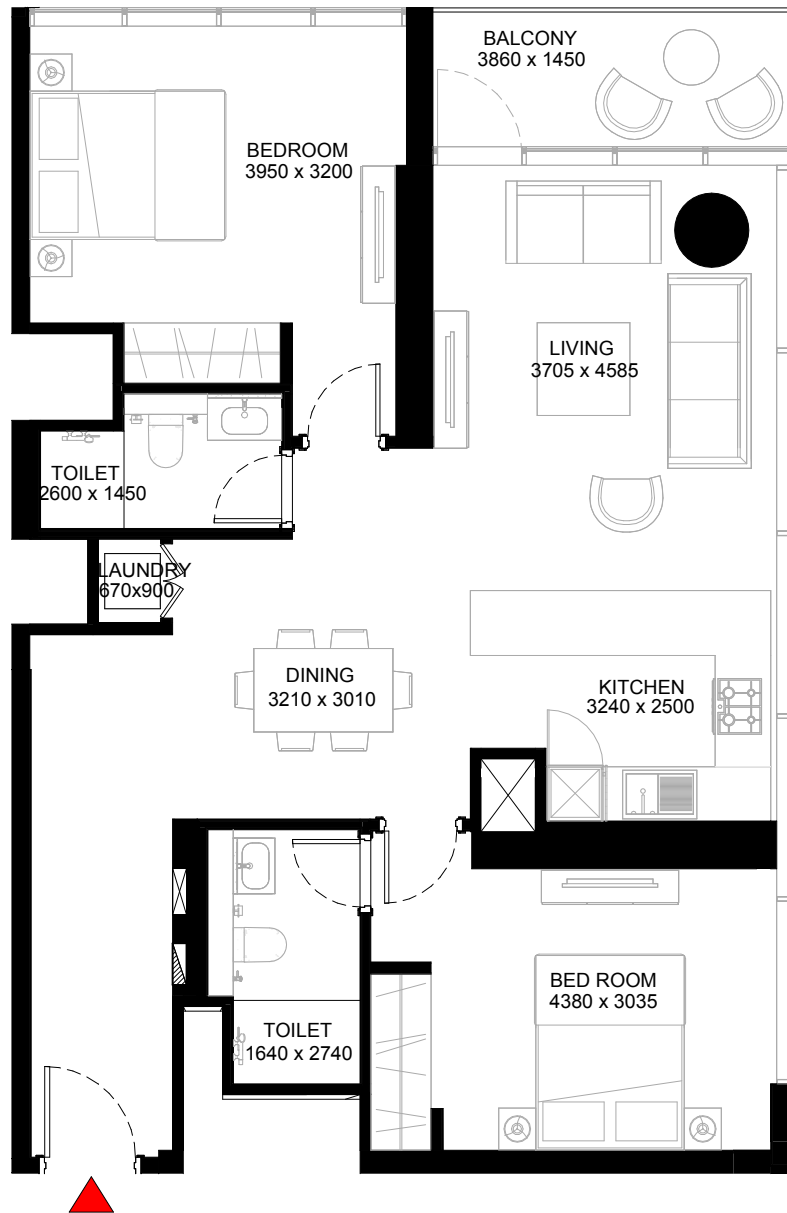 BALCONY
3860 x 1450
BEDROOM
3950 x 3200
LIVING
3705 x 4585
TOILET
2600 x 1450
LAUNDRY
670x900
DINING
3210 x 3010
KITCHEN
3240 x 2500
BED ROOM
4380 x 3035
TOILET
1640 x 2740